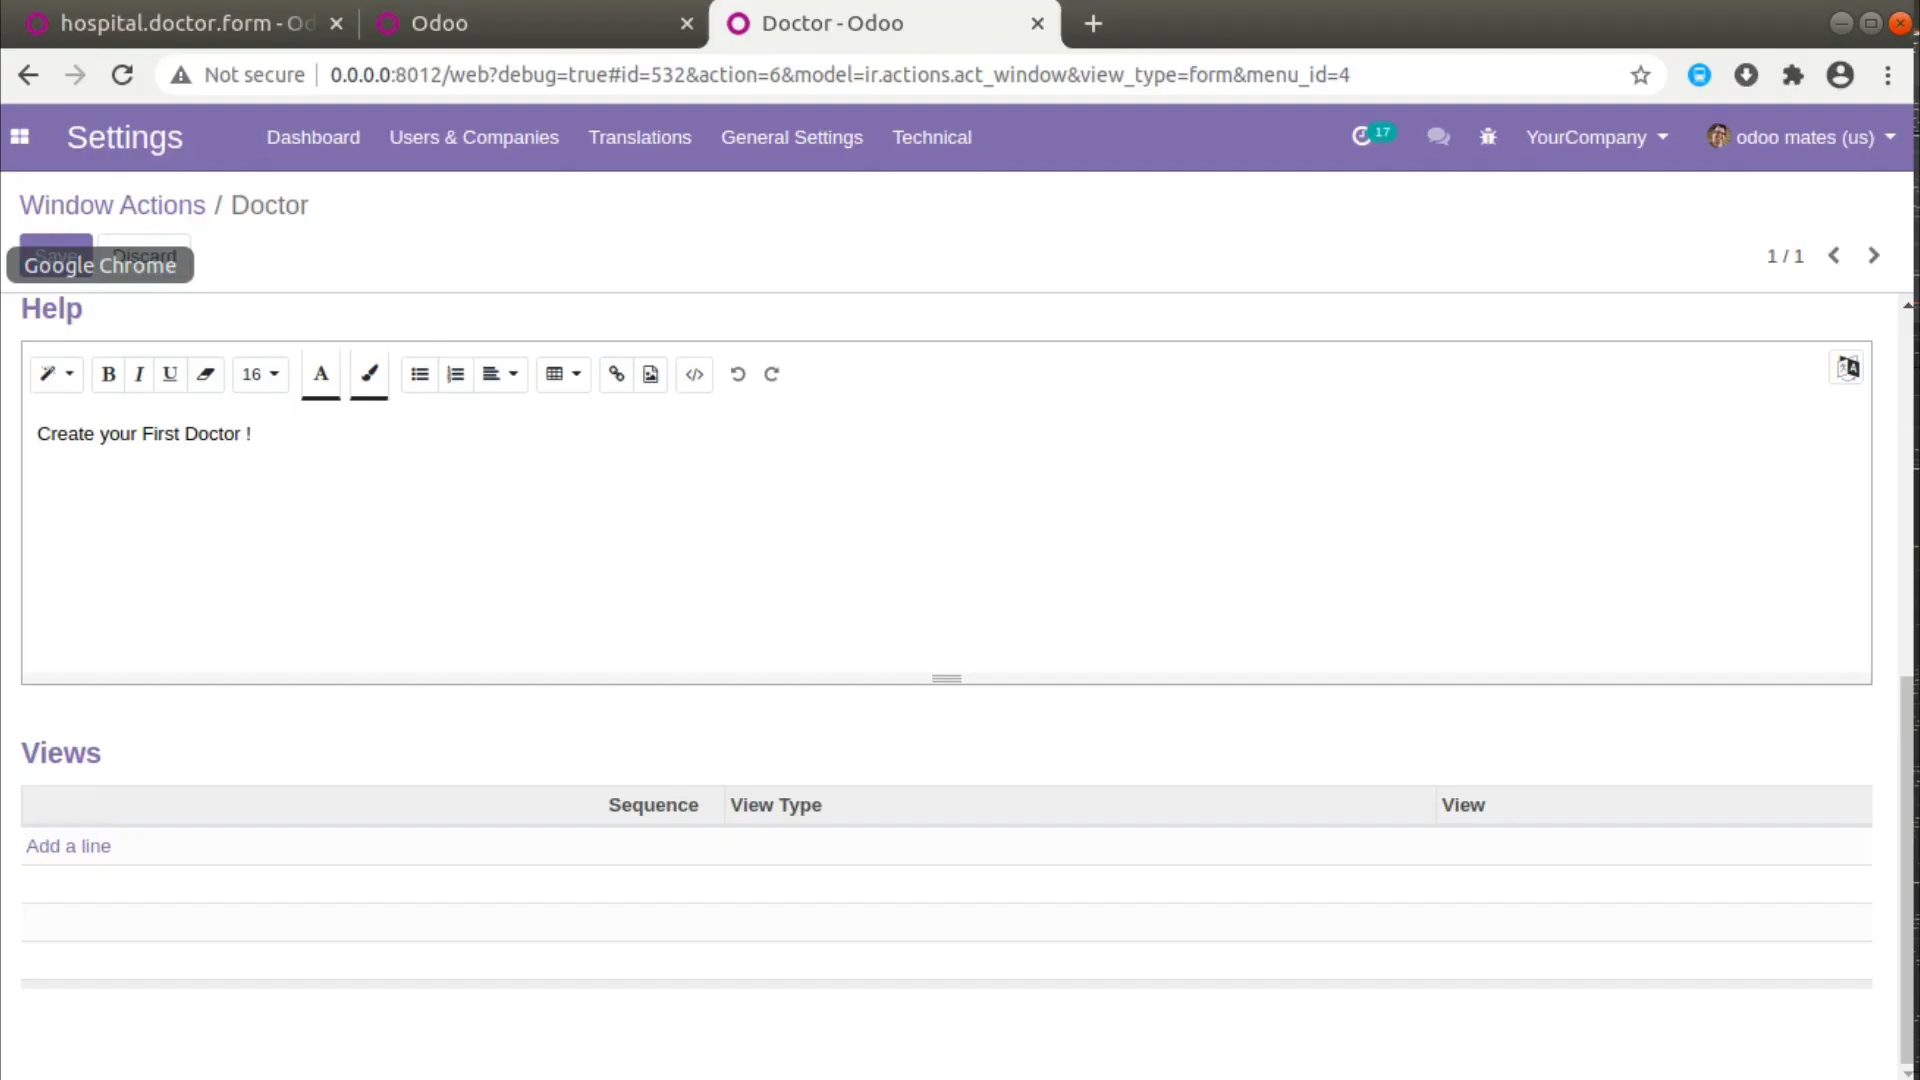 hospital.doctor.form - Od
Odoo
Doctor - Odoo
Not secure
0.0.0.0:8012/web?debug=true#id=532&action=6&model=ir.actions.act_window&view_type=form&menu_id=4
Settings
Dashboard
Users & Companies
Translations
General Settings
Technical
17
YourCompany
odoo mates (us)
Window Actions / Doctor
Save
Discard
Google Chrome
1 / 1
Help
B I U
16
A
Create your First Doctor !
Views
Sequence
View Type
View
Add a line